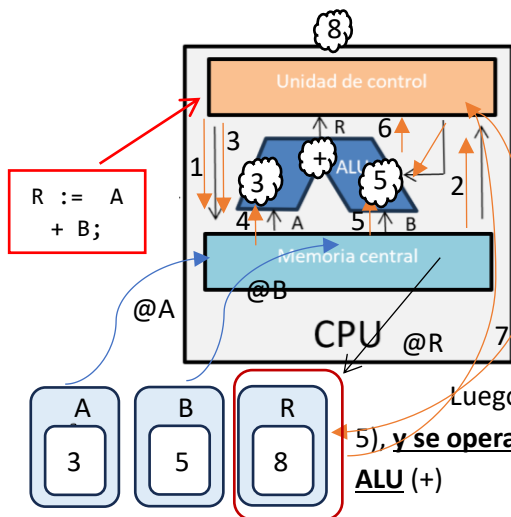 8
Unidad de control
R
6
3
1
+
ALU
3
5
2
R := A
+ B;
4
A
5
B
Memoria central
@B
@A
CPU
@R
7
A
B
R
Luego
3
5
8
5), y se opera
ALU (+)